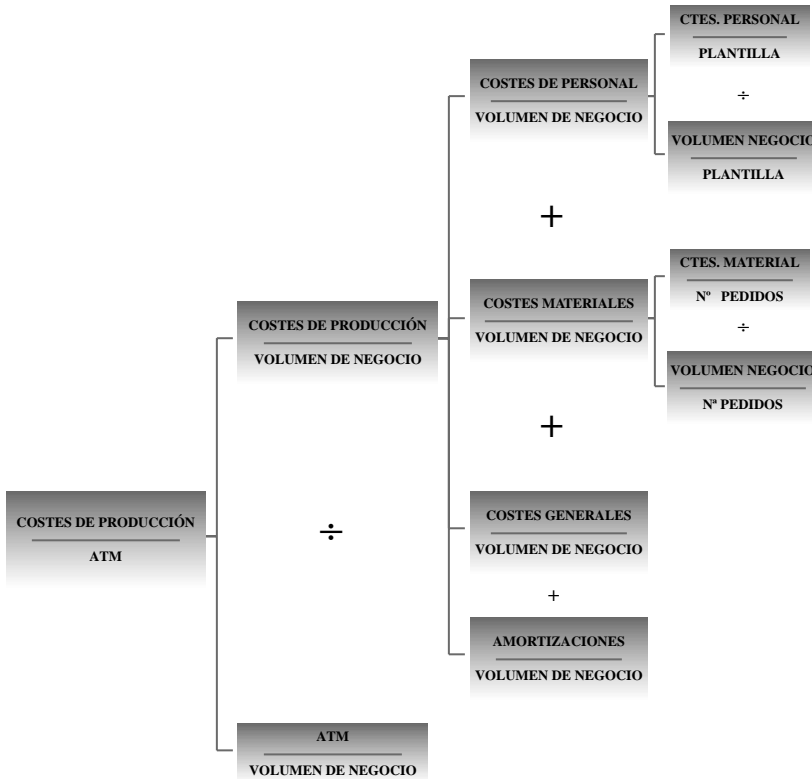 CTES. PERSONAL
PLANTILLA
÷
VOLUMEN NEGOCIO
PLANTILLA
COSTES DE PERSONAL
VOLUMEN DE NEGOCIO
+
CTES. MATERIAL
Nº PEDIDOS
÷
VOLUMEN NEGOCIO
Nª PEDIDOS
COSTES MATERIALES
VOLUMEN DE NEGOCIO
COSTES DE PRODUCCIÓN
VOLUMEN DE NEGOCIO
+
COSTES DE PRODUCCIÓN
ATM
÷
COSTES GENERALES
VOLUMEN DE NEGOCIO
+
AMORTIZACIONES
VOLUMEN DE NEGOCIO
ATM
VOLUMEN DE NEGOCIO